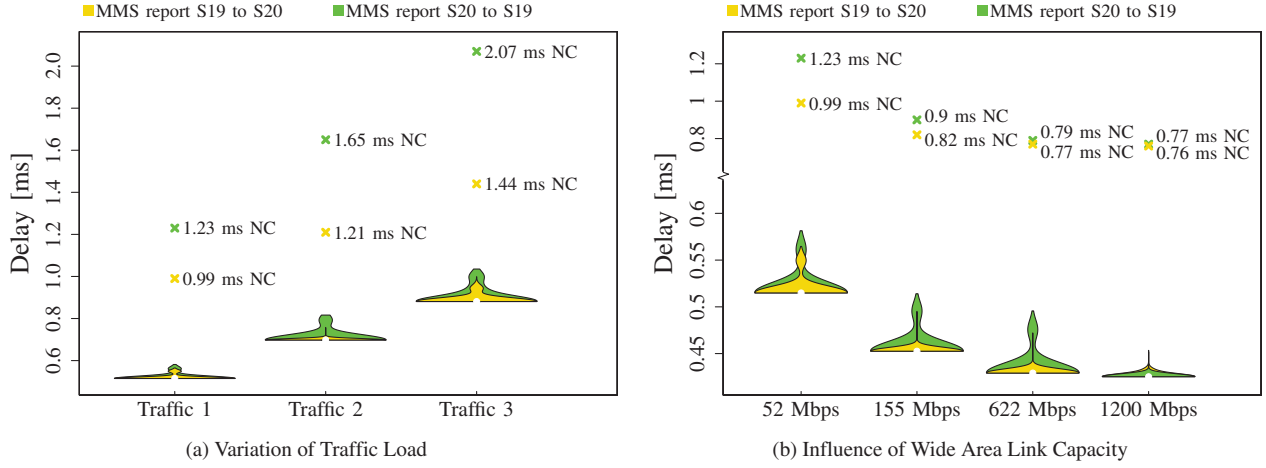 MMS report S19 to S20 MMS report S20 to S19
Delay [ms]
2.0
1.8
1.6
1.4
1.2
1.0
0.8
0.6
2.07 ms NC
1.65 ms NC
1.44 ms NC
1.23 ms NC
1.21 ms NC
0.99 ms NC
Traffic 1 Traffic 2 Traffic 3
(a) Variation of Traffic Load
MMS report S19 to S20 MMS report S20 to S19
Delay [ms]
1.2
1
0.8
0.6
0.55
0.5
0.45
1.23 ms NC
0.99 ms NC
0.9 ms NC
0.82 ms NC
0.79 ms NC
0.77 ms NC
0.77 ms NC
0.76 ms NC
52 Mbps 155 Mbps 622 Mbps 1200 Mbps
(b) Influence of Wide Area Link Capacity